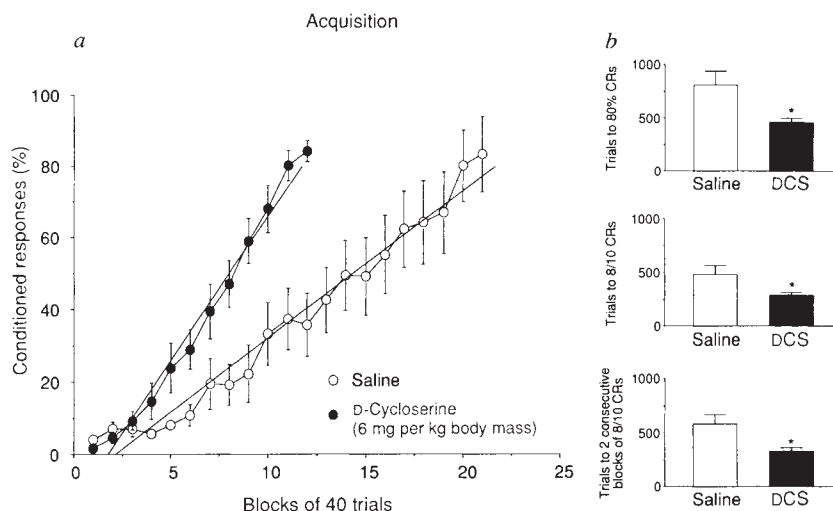 Acquisition
a
100
80
60
40
20
0
Conditioned responses (%)
0
5
10
15
20
25
Blocks of 40 trials
Saline
D-Cycloserine
(6 mg per kg body mass)
b
1000
500
0
Trials to 80% CRs
*
Saline
DCS
1000
500
0
Trials to 8/10 CRs
*
Saline
DCS
1000
500
0
Trials to 2 consecutive
blocks of 8/10 CRs
*
Saline
DCS